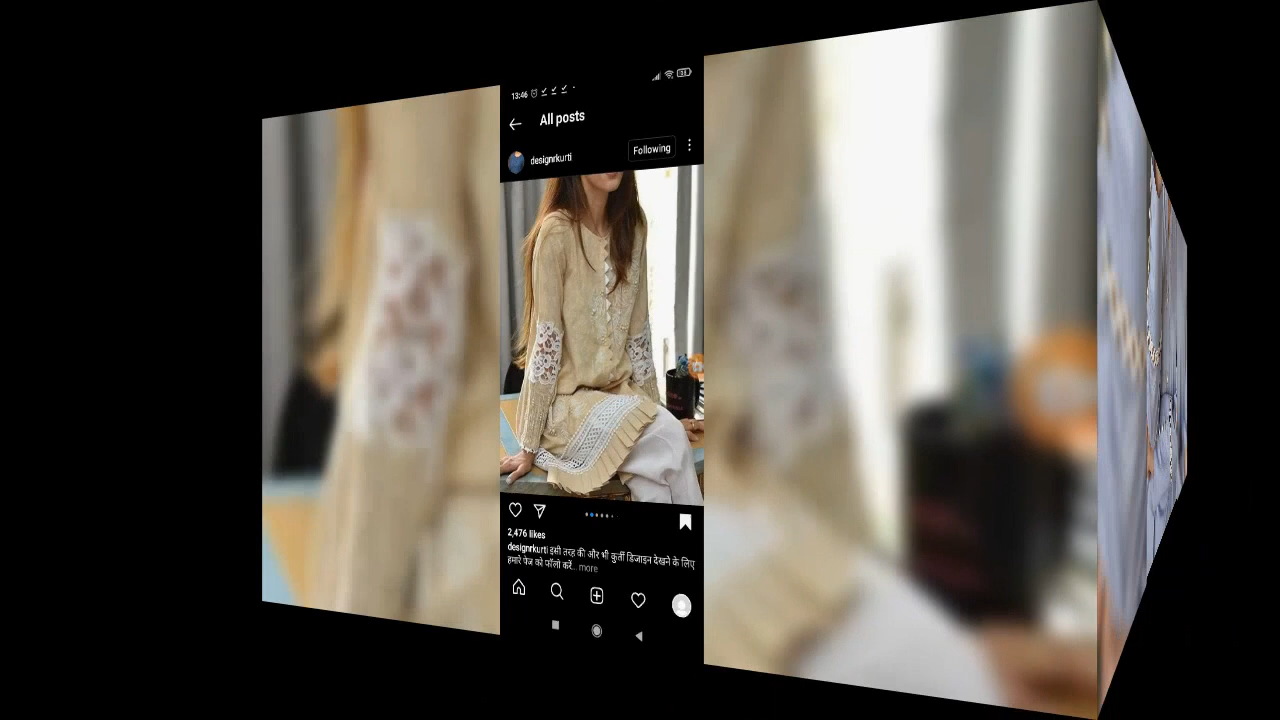 13:46
All posts
designrkurti
Following
2,476 likes
designrkurti इसी तरह की और भी कुर्ती डिजाइन देखने के लिए
हमारे पेज को फॉलो करें... more